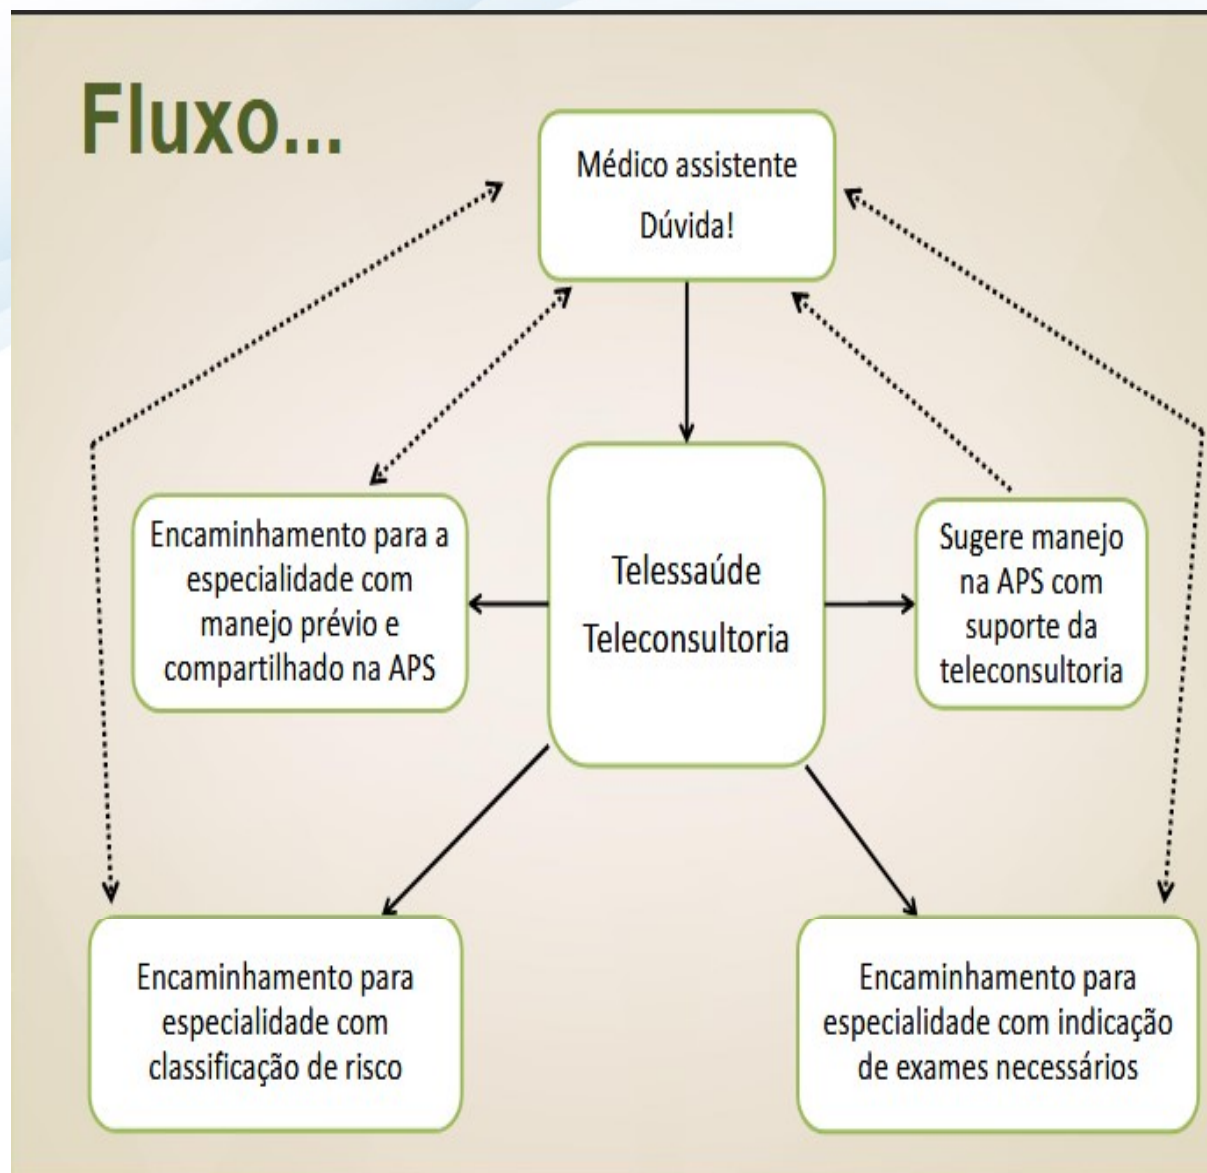 Fluxo...
Médico assistente
Dúvida!
Encaminhamento para a
especialidade com
manejo prévio e
compartilhado na APS
Telessaúde
Teleconsultoria
Sugere manejo
na APS com
suporte da
teleconsultoria
Encaminhamento para
especialidade com
classificação de risco
Encaminhamento para
especialidade com indicação
de exames necessários